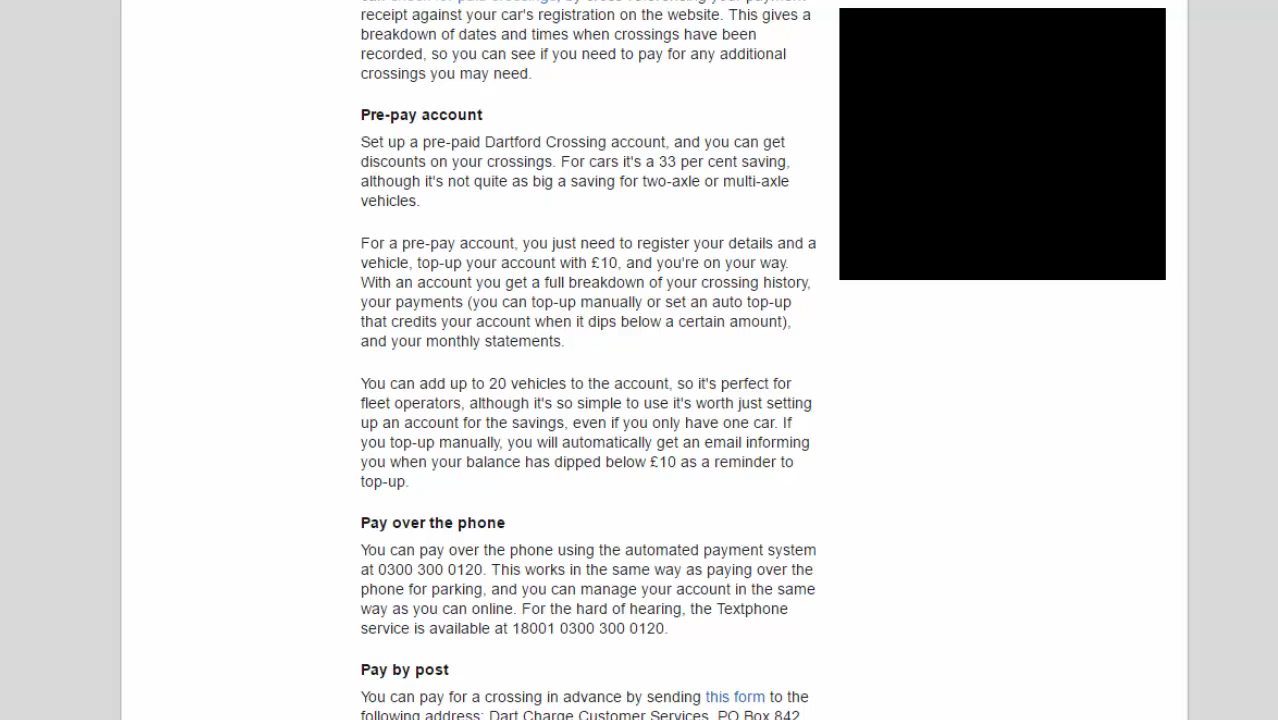 receipt against your car's registration on the website. This gives a
breakdown of dates and times when crossings have been
recorded, so you can see if you need to pay for any additional
crossings you may need.
Pre-pay account
Set up a pre-paid Dartford Crossing account, and you can get
discounts on your crossings. For cars it's a 33 per cent saving,
although it's not quite as big a saving for two-axle or multi-axle
vehicles.
For a pre-pay account, you just need to register your details and a
vehicle, top-up your account with £10, and you're on your way.
With an account you get a full breakdown of your crossing history,
your payments (you can top-up manually or set an auto top-up
that credits your account when it dips below a certain amount),
and your monthly statements.
You can add up to 20 vehicles to the account, so it's perfect for
fleet operators, although it's so simple to use it's worth just setting
up an account for the savings, even if you only have one car. If
you top-up manually, you will automatically get an email informing
you when your balance has dipped below £10 as a reminder to
top-up.
Pay over the phone
You can pay over the phone using the automated payment system
at 0300 300 0120. This works in the same way as paying over the
phone for parking, and you can manage your account in the same
way as you can online. For the hard of hearing, the Textphone
service is available at 18001 0300 300 0120.
Pay by post
You can pay for a crossing in advance by sending this form to the
following address: Dart Charge Customer Services, PO Box 842,